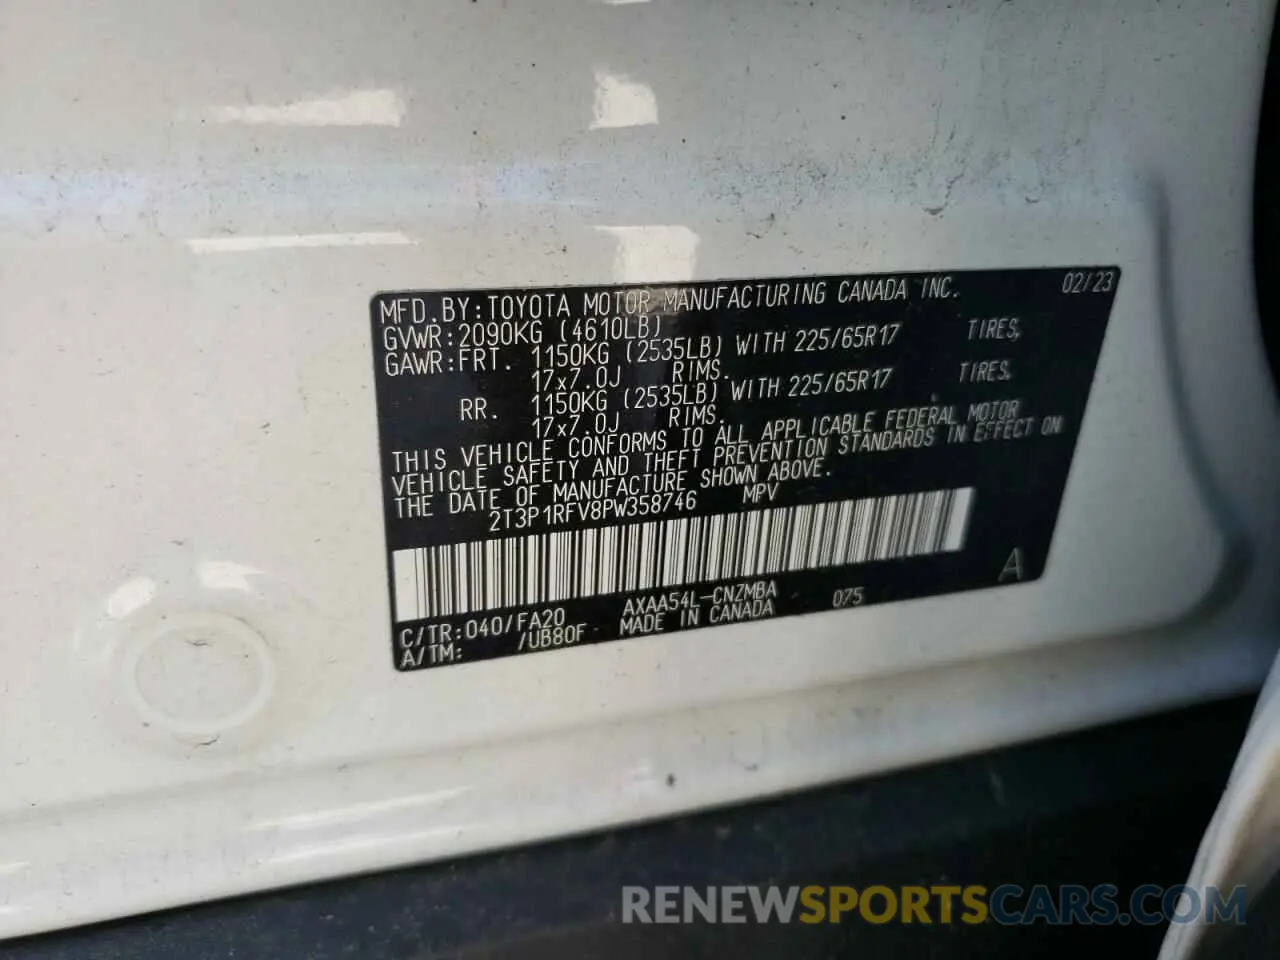 MFD.BY:TOYOTA MOTOR MANUFACTURING CANADA INC. 02/23
GVWR:2090KG (4610LB)
GAWR:FRT. 1150KG (2535LB) WITH 225/65R17 TIRES,
17x7.0J RIMS.
RR. 1150KG (2535LB) WITH 225/65R17 TIRES,
17x7.0J RIMS.
THIS VEHICLE CONFORMS TO ALL APPLICABLE FEDERAL MOTOR
VEHICLE SAFETY AND THEFT PREVENTION STANDARDS IN EFFECT ON
THE DATE OF MANUFACTURE SHOWN ABOVE.
2T3P1RFV8PW358746 MPV
A
C/TR:040/FA20 AXAA54L-CNZMBA 075
A/TM: /UB80F MADE IN CANADA
RENEWSPORTSCARS.COM